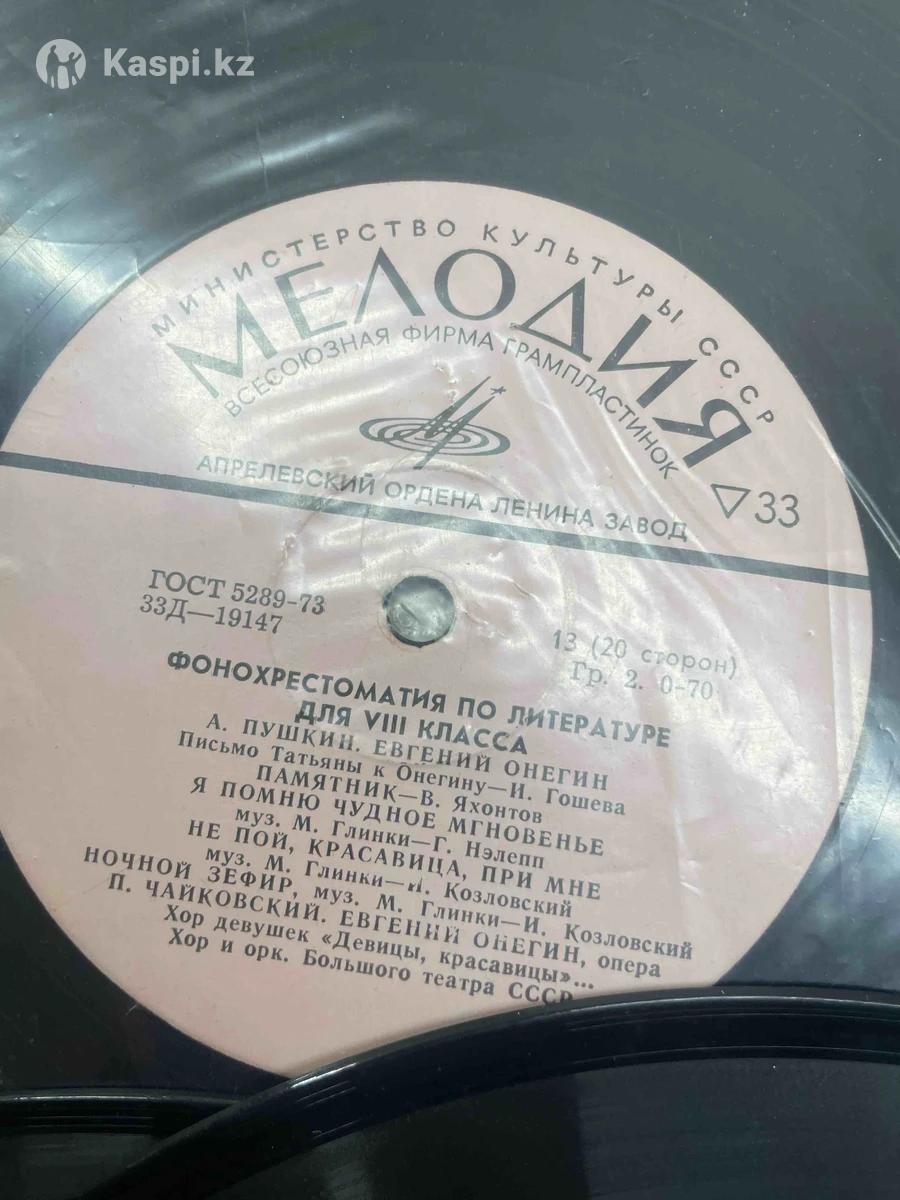 Kaspi.kz
МИНИСТЕРСТВО КУЛЬТУРЫ СССР
МЕЛОДИЯ
ВСЕСОЮЗНАЯ ФИРМА ГРАМПЛАСТИНОК
АПРЕЛЕВСКИЙ ОРДЕНА ЛЕНИНА ЗАВОД
▽33
ГОСТ 5289-73
33Д—19147
13 (20 сторон)
Гр. 2. 0-70
ФОНОХРЕСТОМАТИЯ ПО ЛИТЕРАТУРЕ
ДЛЯ VIII КЛАССА
А. ПУШКИН. ЕВГЕНИЙ ОНЕГИН
Письмо Татьяны к Онегину—И. Гошева
ПАМЯТНИК—В. Яхонтов
Я ПОМНЮ ЧУДНОЕ МГНОВЕНЬЕ
муз. М. Глинки—Г. Нэлепп
НЕ ПОЙ, КРАСАВИЦА, ПРИ МНЕ
муз. М. Глинки—И. Козловский
НОЧНОЙ ЗЕФИР, муз. М. Глинки—И. Козловский
П. ЧАЙКОВСКИЙ. ЕВГЕНИЙ ОНЕГИН, опера
Хор девушек «Девицы, красавицы»...
Хор и орк. Большого театра СССР